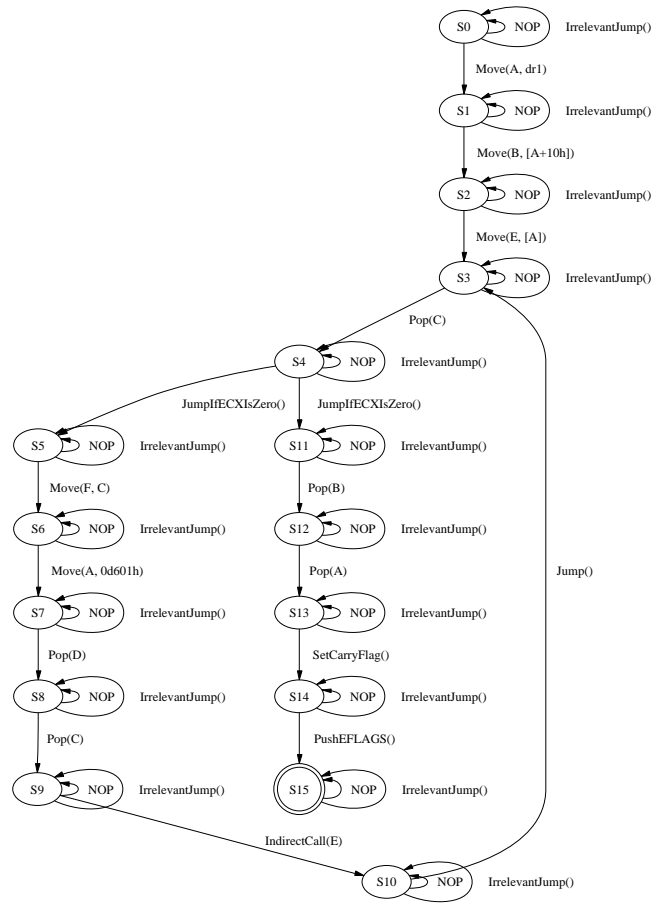 S0 NOP IrrelevantJump()
Move(A, dr1)
S1 NOP IrrelevantJump()
Move(B, [A+10h])
S2 NOP IrrelevantJump()
Move(E, [A])
S3 NOP IrrelevantJump()
Pop(C)
S4 NOP IrrelevantJump()
JumpIfECXIsZero() JumpIfECXIsZero()
S5 NOP IrrelevantJump() S11 NOP IrrelevantJump()
Move(F, C) Pop(B)
S6 NOP IrrelevantJump() S12 NOP IrrelevantJump()
Move(A, 0d601h) Pop(A) Jump()
S7 NOP IrrelevantJump() S13 NOP IrrelevantJump()
Pop(D) SetCarryFlag()
S8 NOP IrrelevantJump() S14 NOP IrrelevantJump()
Pop(C) PushEFLAGS()
S9 NOP IrrelevantJump() S15 NOP IrrelevantJump()
IndirectCall(E)
S10 NOP IrrelevantJump()